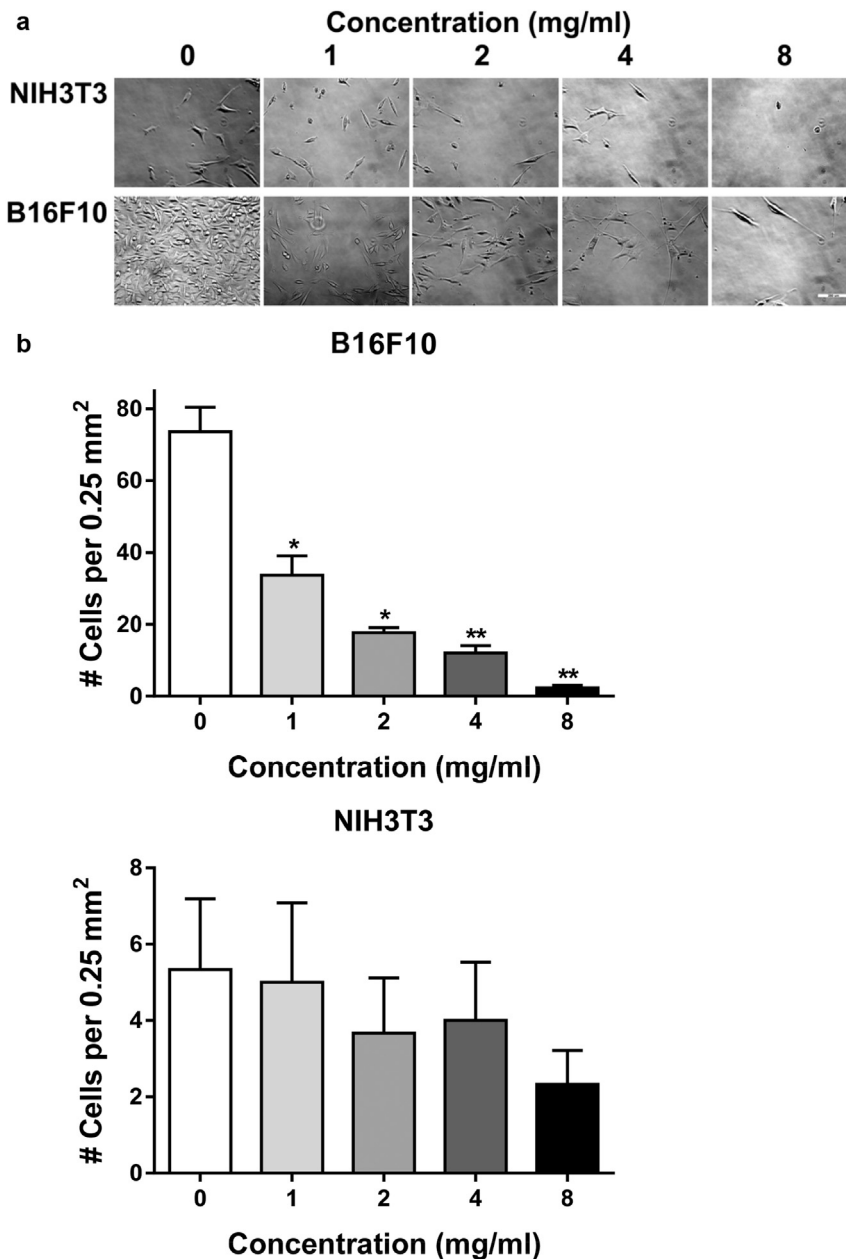 a
Concentration (mg/ml)
0 1 2 4 8
NIH3T3
B16F10
b
B16F10
# Cells per 0.25 mm²
80
60
40
20
0
*
*
**
**
0 1 2 4 8
Concentration (mg/ml)
NIH3T3
# Cells per 0.25 mm²
8
6
4
2
0
0 1 2 4 8
Concentration (mg/ml)